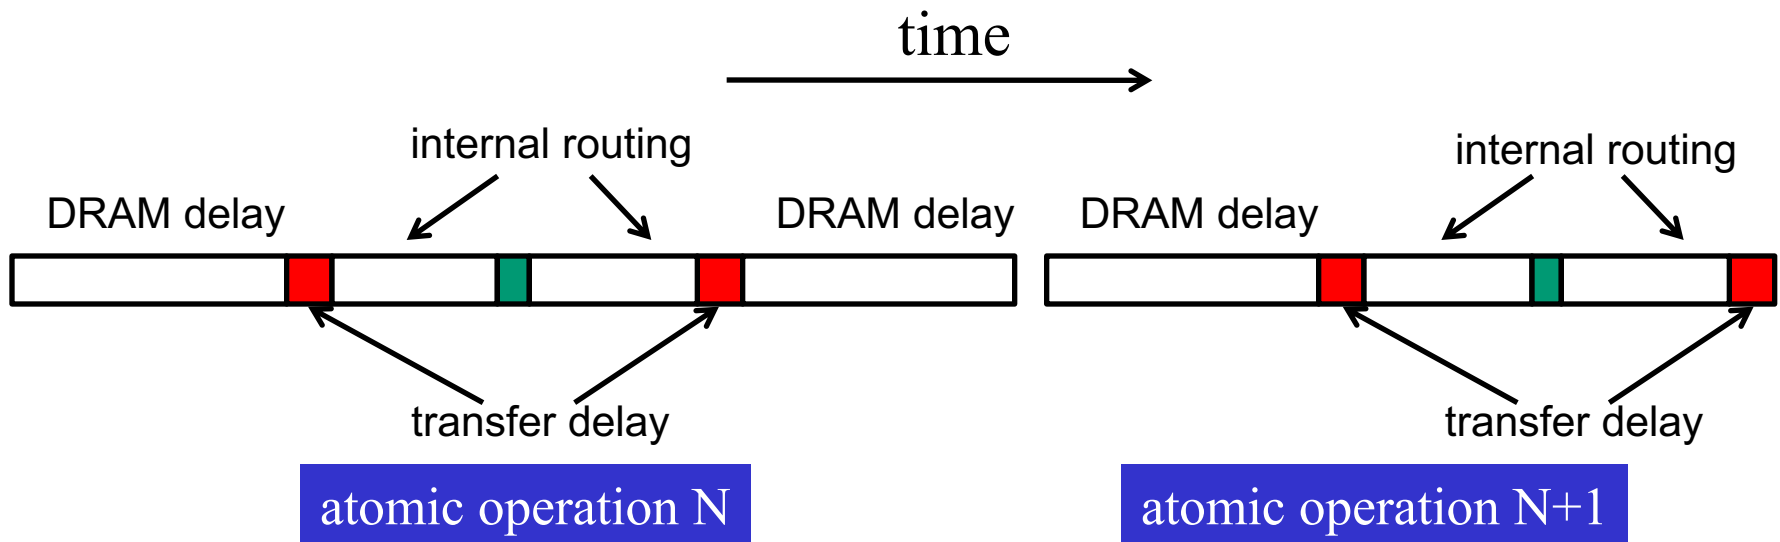 time
internal routing
internal routing
DRAM delay
DRAM delay
DRAM delay
transfer delay
transfer delay
atomic operation N
atomic operation N+1